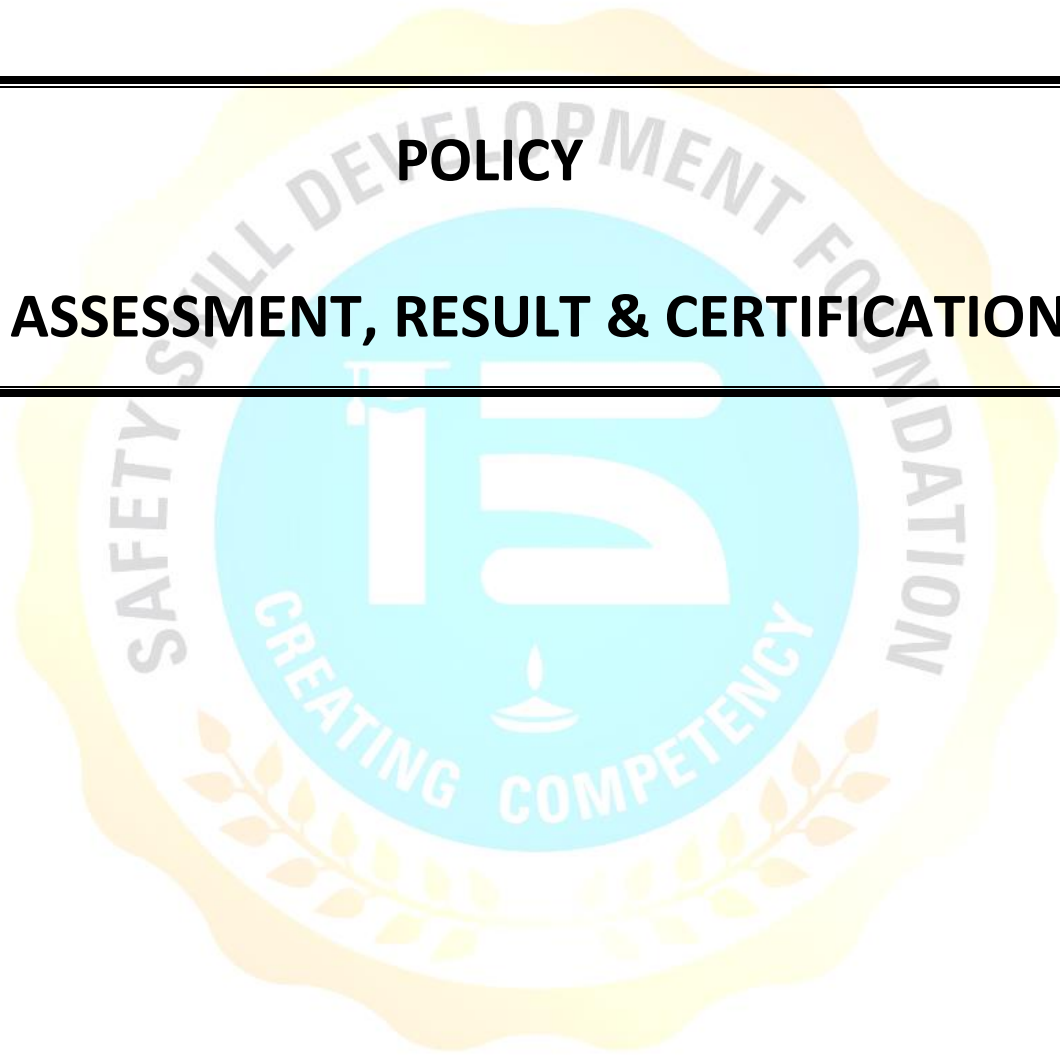 POLICY
ASSESSMENT, RESULT & CERTIFICATION
SAFETY SKILL DEVELOPMENT FOUNDATION
CREATING COMPETENCY